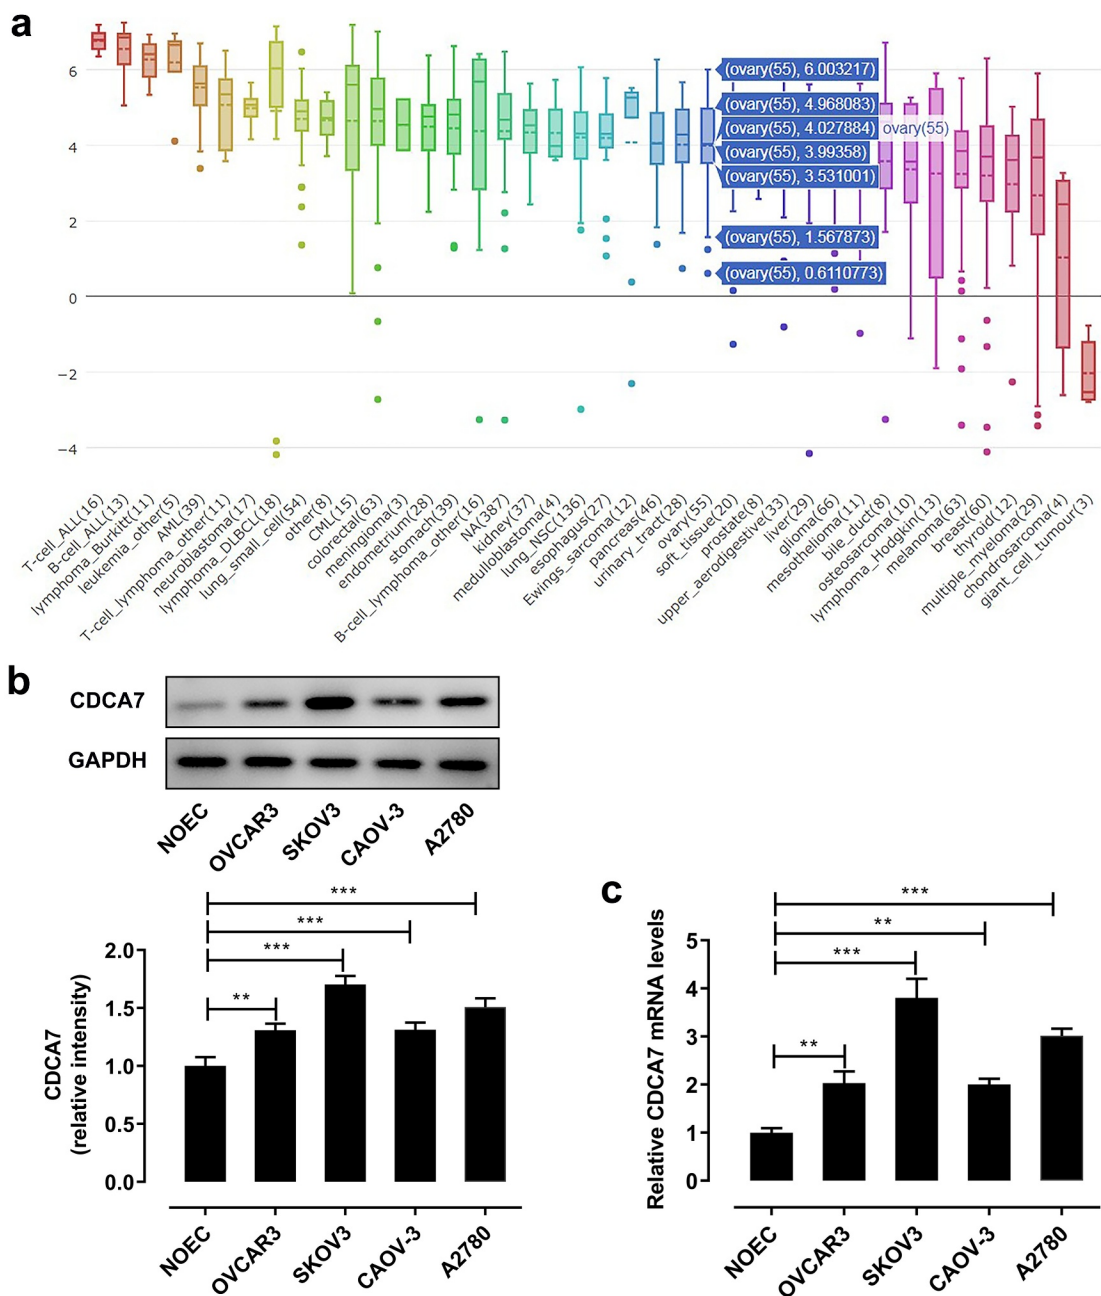 a
6
4
2
0
−2
−4
(ovary(55), 6.003217)
(ovary(55), 4.968083)
(ovary(55), 4.027884)
ovary(55)
(ovary(55), 3.99358)
(ovary(55), 3.531001)
(ovary(55), 1.567873)
(ovary(55), 0.6110773)
T-cell_ALL(16)
B-cell_ALL(13)
lymphoma_Burkitt(11)
leukemia_other(5)
AML(39)
T-cell_lymphoma_other(11)
neuroblastoma(17)
lymphoma_DLBCL(18)
lung_small_cell(54)
other(8)
CML(15)
colorectal(63)
meningioma(3)
endometrium(28)
stomach(39)
B-cell_lymphoma_other(16)
NA(387)
kidney(37)
medulloblastoma(4)
lung_NSC(136)
esophagus(27)
Ewings_sarcoma(12)
pancreas(46)
urinary_tract(28)
ovary(55)
soft_tissue(20)
prostate(8)
upper_aerodigestive(33)
liver(29)
glioma(66)
mesothelioma(11)
bile_duct(8)
osteosarcoma(10)
lymphoma_Hodgkin(13)
melanoma(63)
breast(60)
thyroid(12)
multiple_myeloma(29)
chondrosarcoma(4)
giant_cell_tumour(3)
b
CDCA7
GAPDH
NOEC
OVCAR3
SKOV3
CAOV-3
A2780
***
***
***
**
2.0
1.5
1.0
0.5
0.0
CDCA7
(relative intensity)
NOEC
OVCAR3
SKOV3
CAOV-3
A2780
c
***
**
***
**
5
4
3
2
1
0
Relative CDCA7 mRNA levels
NOEC
OVCAR3
SKOV3
CAOV-3
A2780